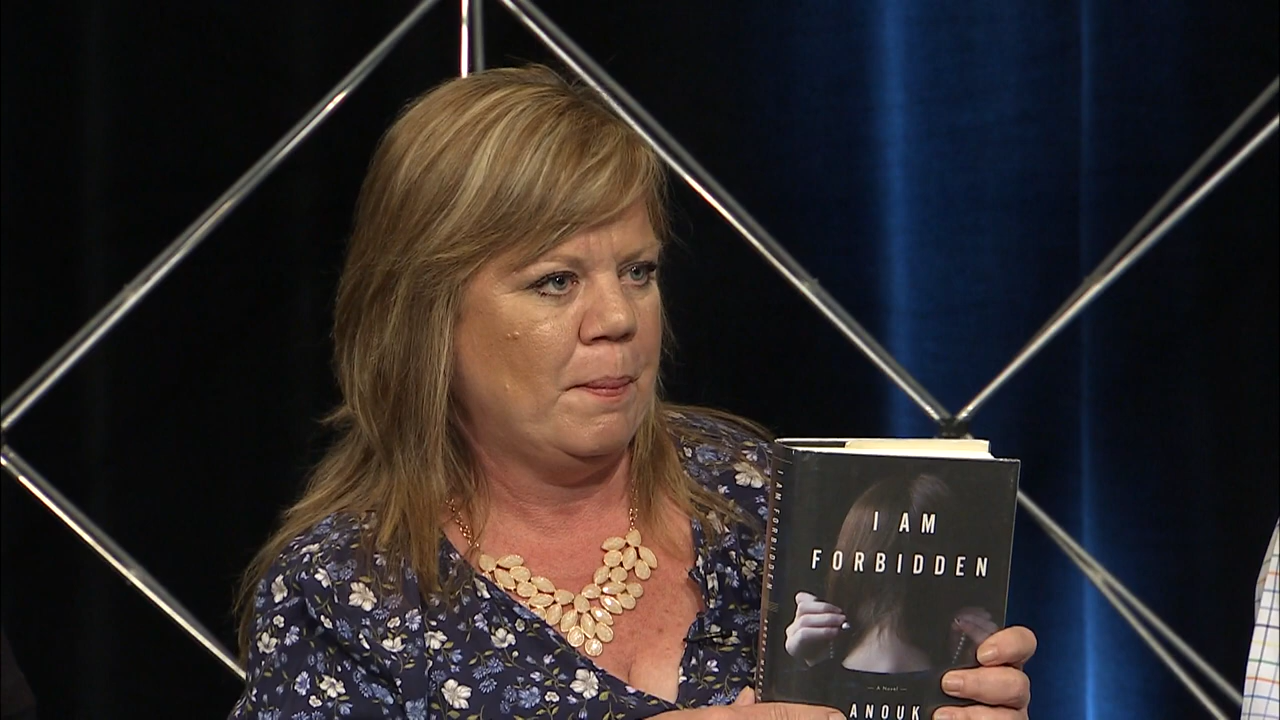 I AM FORBIDDEN
I AM
FORBIDDEN
A Novel
ANOUK